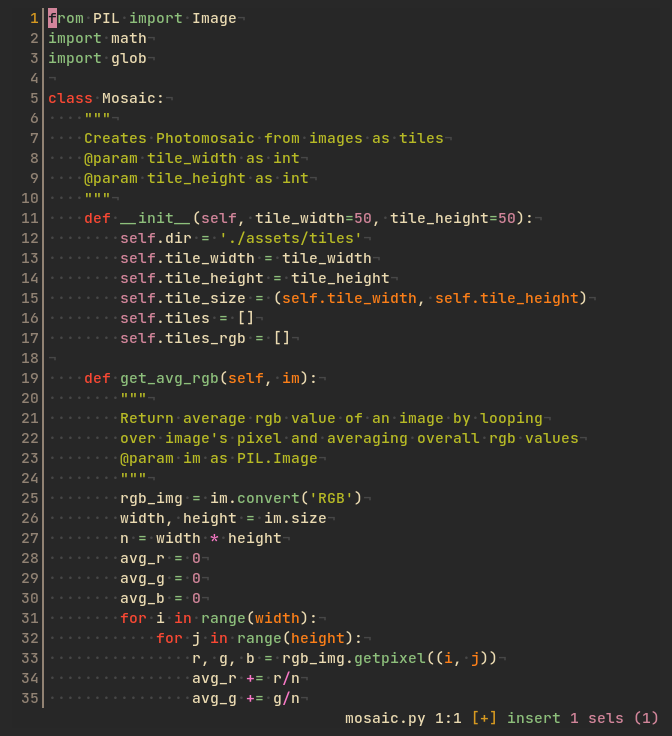 1 from PIL import Image¬
2 import·math¬
3 import·glob¬
4 ¬
5 class·Mosaic:¬
6 ····"""¬
7 ····Creates·Photomosaic·from·images·as·tiles¬
8 ····@param·tile_width·as·int¬
9 ····@param·tile_height·as·int¬
10 ····"""¬
11 ····def·__init__(self,·tile_width=50,·tile_height=50):¬
12 ········self.dir·=·'./assets/tiles'¬
13 ········self.tile_width·=·tile_width¬
14 ········self.tile_height·=·tile_height¬
15 ········self.tile_size·=·(self.tile_width,·self.tile_height)¬
16 ········self.tiles·=·[]¬
17 ········self.tiles_rgb·=·[]¬
18 ¬
19 ····def·get_avg_rgb(self,·im):¬
20 ········"""¬
21 ········Return·average·rgb·value·of·an·image·by·looping¬
22 ········over·image's·pixel·and·averaging·overall·rgb·values¬
23 ········@param·im·as·PIL.Image¬
24 ········"""¬
25 ········rgb_img·=·im.convert('RGB')¬
26 ········width,·height·=·im.size¬
27 ········n·=·width·*·height¬
28 ········avg_r·=·0¬
29 ········avg_g·=·0¬
30 ········avg_b·=·0¬
31 ········for·i·in·range(width):¬
32 ············for·j·in·range(height):¬
33 ················r,·g,·b·=·rgb_img.getpixel((i,·j))¬
34 ················avg_r·+=·r/n¬
35 ················avg_g·+=·g/n¬
mosaic.py 1:1 [+] insert 1 sels (1)